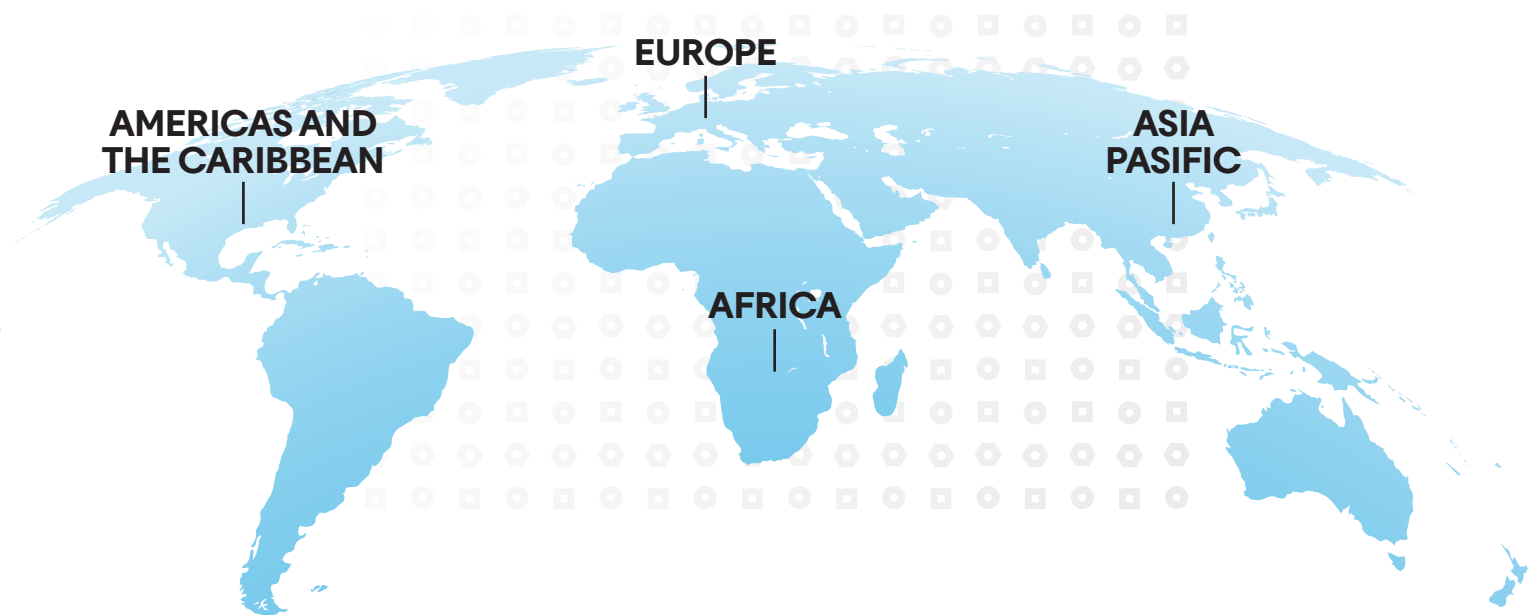 EUROPE
AMERICAS AND
THE CARIBBEAN
ASIA
PASIFIC
AFRICA